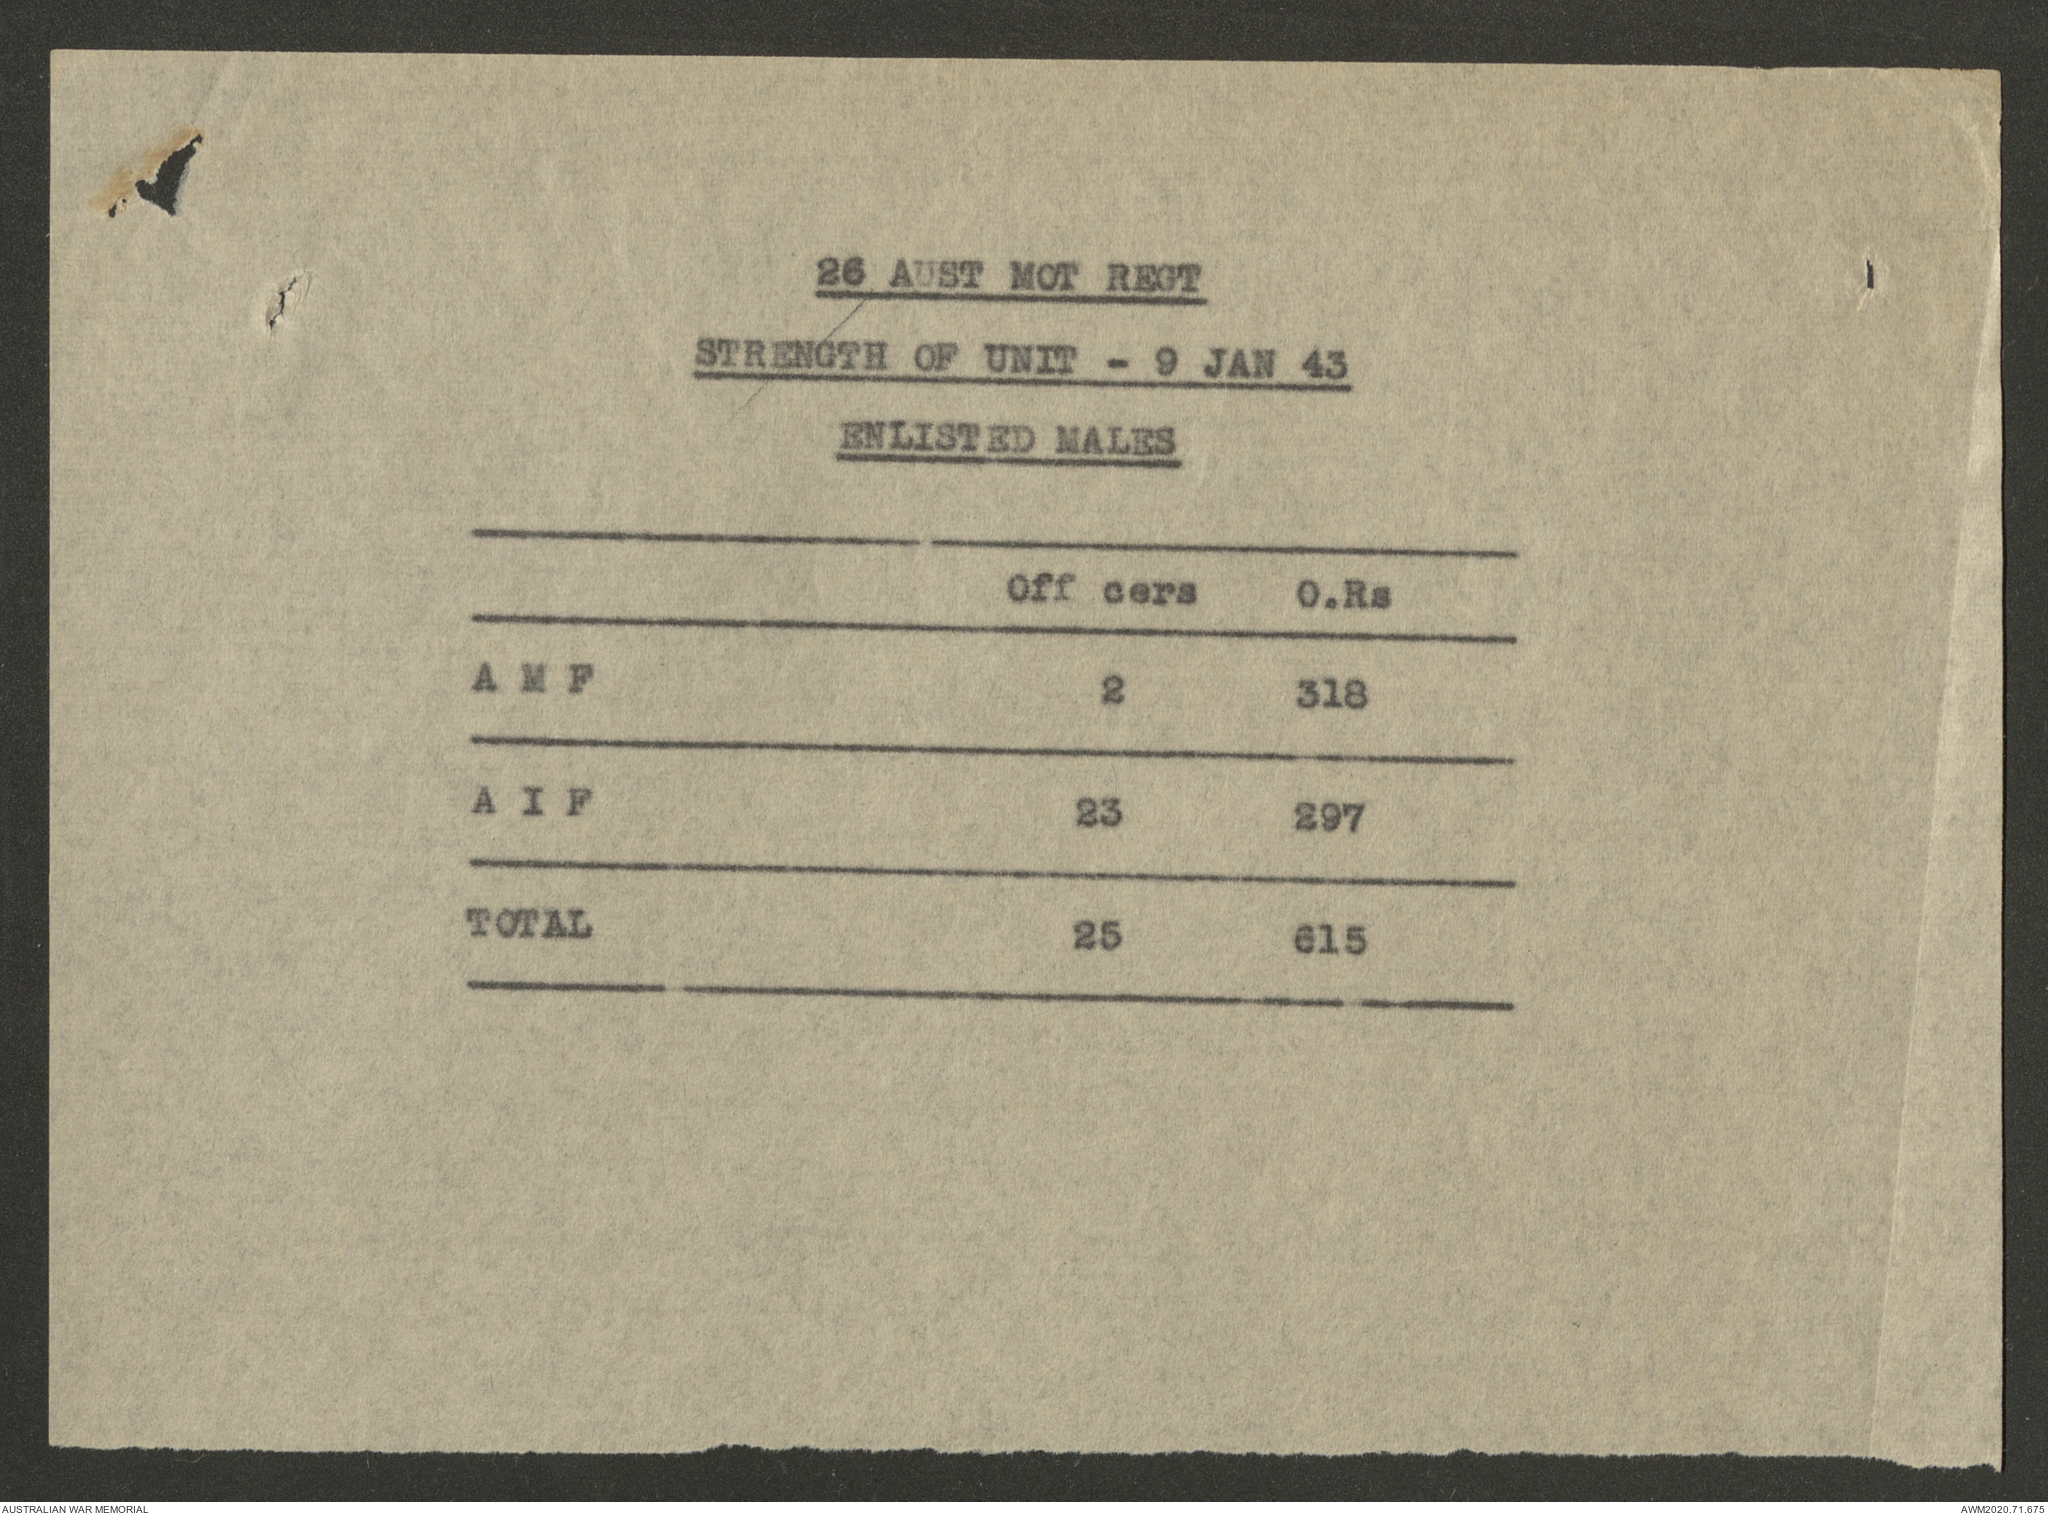 26 AUST MOT REGT
STRENGTH OF UNIT - 9 JAN 43
ENLISTED MALES
Off cers O.Rs
A M F 2 318
A I F 23 297
TOTAL 25 615
AUSTRALIAN WAR MEMORIAL AWM2020.71.675